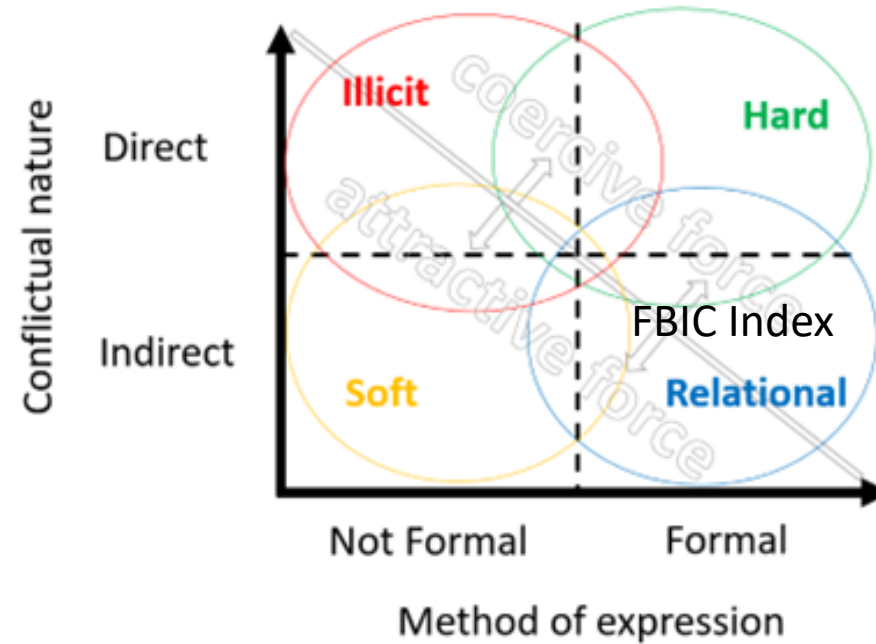 Conflictual nature
Direct
Indirect
Illicit
Hard
coercive force
attractive force
FBIC Index
Soft
Relational
Not Formal
Formal
Method of expression